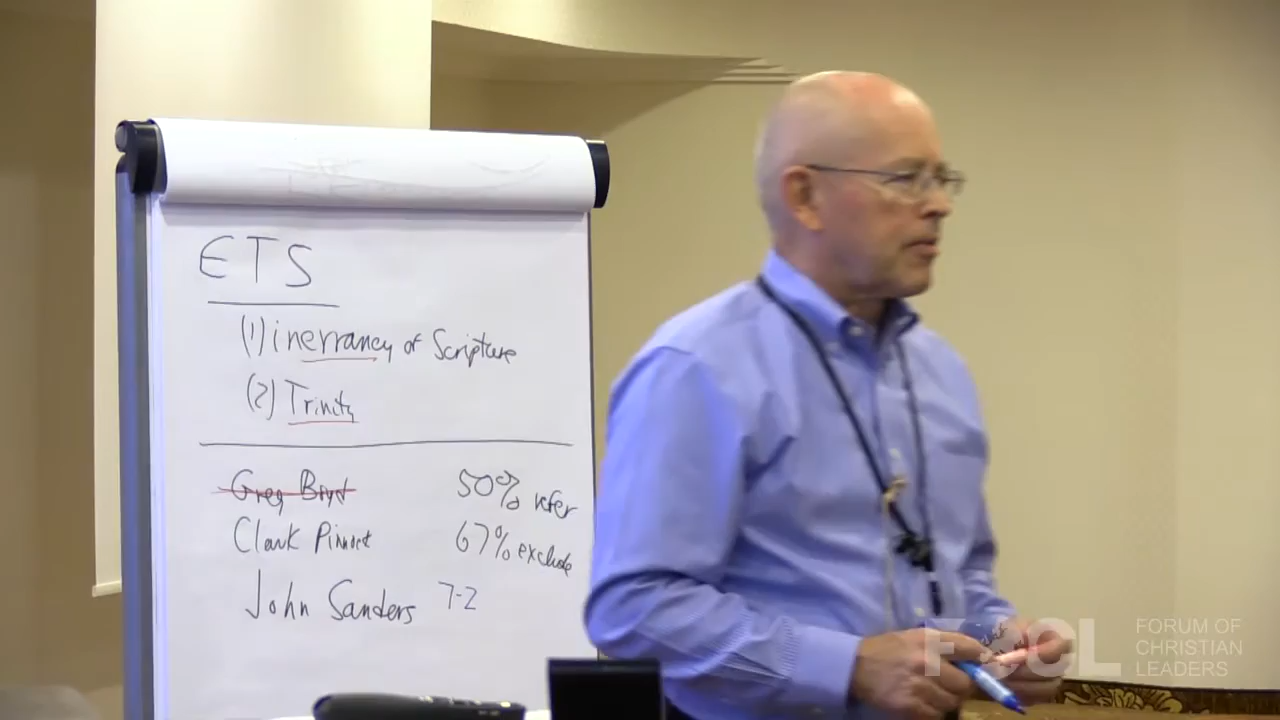 ETS
(1) inerrancy of Scripture
(2) Trinity
Greg Boyd 50% refer
Clark Pinnock 67% exclude
John Sanders 7-2
FOCL FORUM OF
CHRISTIAN
LEADERS